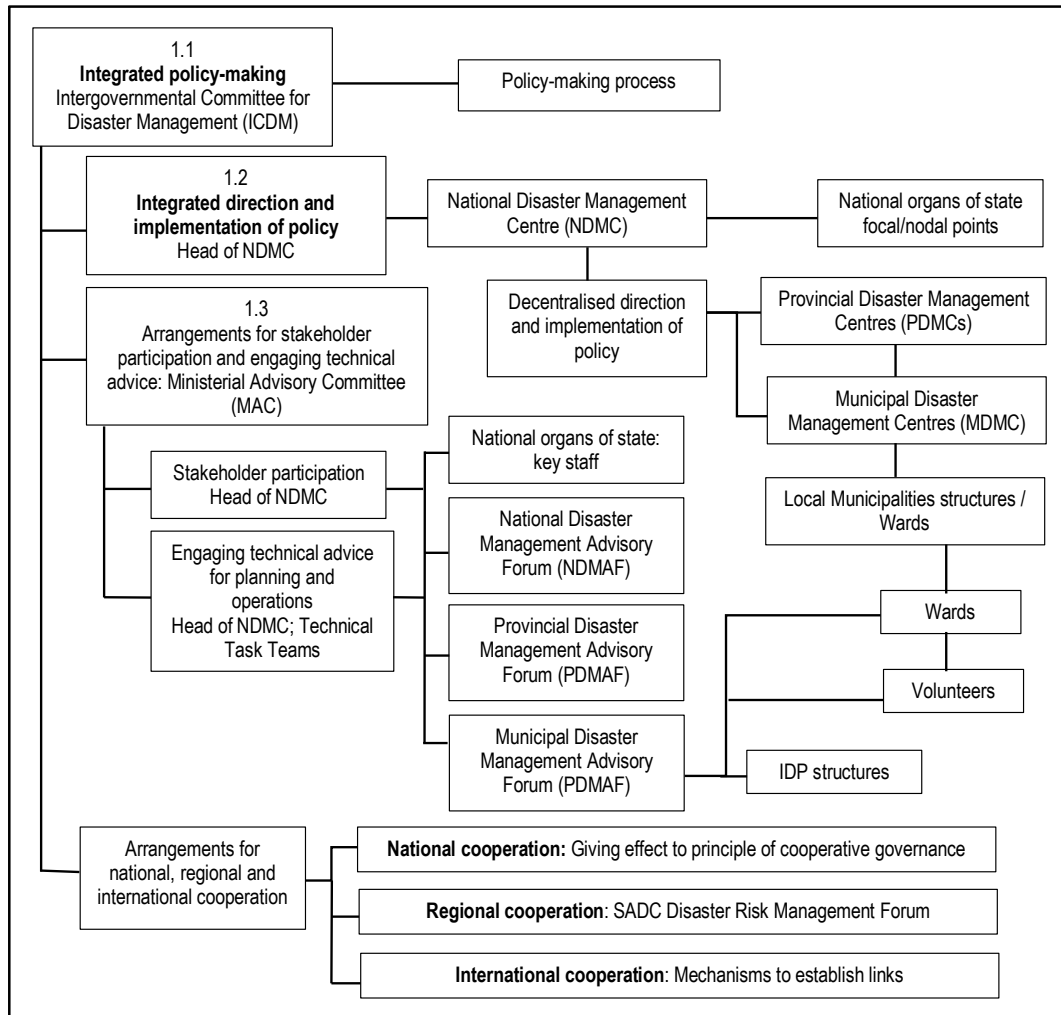 1.1
Integrated policy-making
Intergovernmental Committee for
Disaster Management (ICDM)
Policy-making process
1.2
Integrated direction and
implementation of policy
Head of NDMC
National Disaster Management
Centre (NDMC)
National organs of state
focal/nodal points
Decentralised direction
and implementation of
policy
Provincial Disaster Management
Centres (PDMCs)
Municipal Disaster
Management Centres (MDMC)
Local Municipalities structures /
Wards
Wards
Volunteers
1.3
Arrangements for stakeholder
participation and engaging technical
advice: Ministerial Advisory Committee
(MAC)
Stakeholder participation
Head of NDMC
Engaging technical advice
for planning and
operations
Head of NDMC; Technical
Task Teams
National organs of state:
key staff
National Disaster
Management Advisory
Forum (NDMAF)
Provincial Disaster
Management Advisory
Forum (PDMAF)
Municipal Disaster
Management Advisory
Forum (PDMAF)
IDP structures
Arrangements for
national, regional and
international cooperation
National cooperation: Giving effect to principle of cooperative governance
Regional cooperation: SADC Disaster Risk Management Forum
International cooperation: Mechanisms to establish links